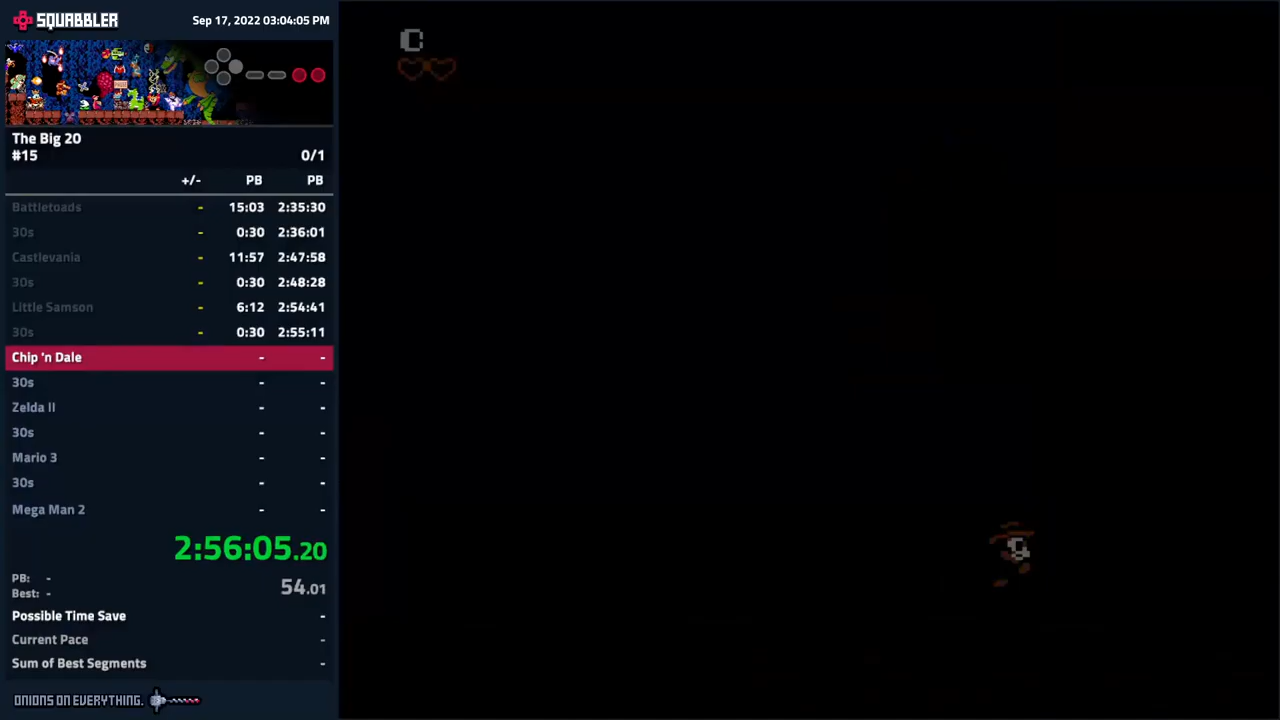 SQUABBLER
Sep 17, 2022 03:04:05 PM
The Big 20
#15 0/1
+/- PB PB
Battletoads - 15:03 2:35:30
30s - 0:30 2:36:01
Castlevania - 11:57 2:47:58
30s - 0:30 2:48:28
Little Samson - 6:12 2:54:41
30s - 0:30 2:55:11
Chip 'n Dale - -
30s - -
Zelda II - -
30s - -
Mario 3 - -
30s - -
Mega Man 2 - -
2:56:05.20
PB: - 54.01
Best: -
Possible Time Save -
Current Pace -
Sum of Best Segments -
ONIONS ON EVERYTHING.